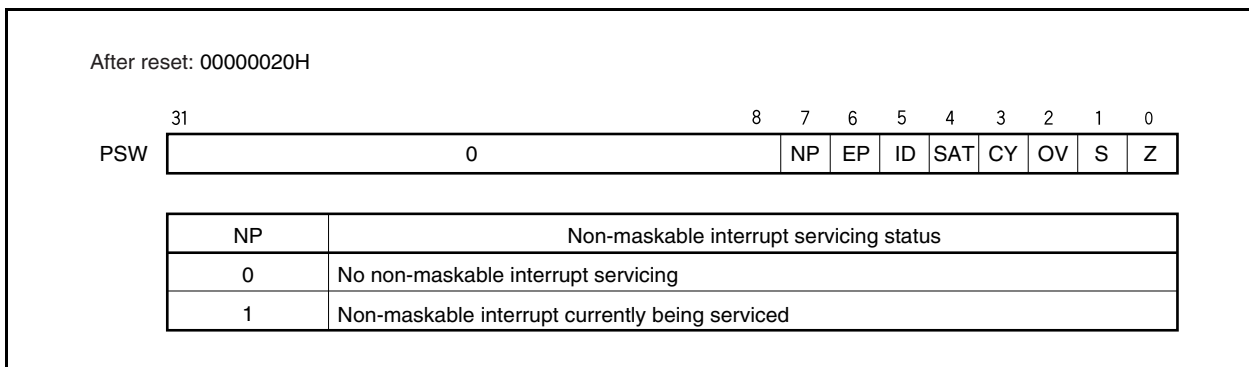 After reset: 00000020H
31 8 7 6 5 4 3 2 1 0
PSW 0 NP EP ID SAT CY OV S Z
NP Non-maskable interrupt servicing status
0 No non-maskable interrupt servicing
1 Non-maskable interrupt currently being serviced